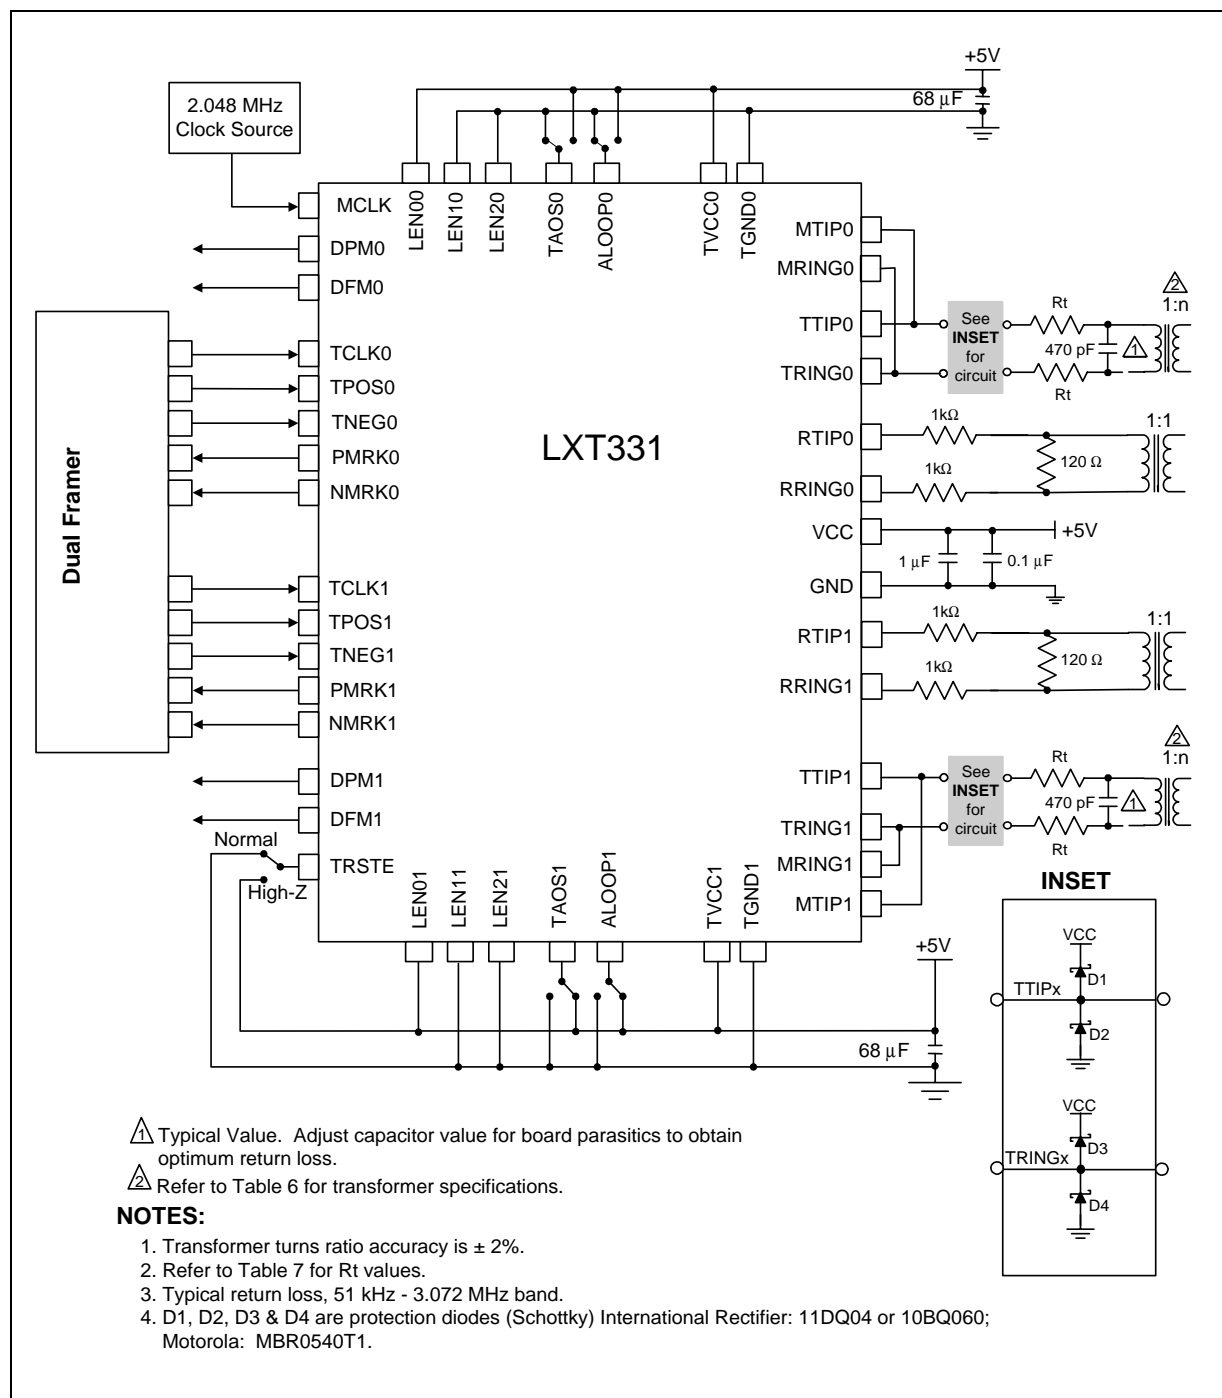 +5V
68 μF
2.048 MHz
Clock Source
LEN00
LEN10
LEN20
TAOS0
ALOOP0
TVCC0
TGND0
MCLK
DPM0
DFM0
MTIP0
MRING0
TTIP0
TRING0
See
INSET
for
circuit
Rt
470 pF
Rt
1
2
1:n
Dual Framer
TCLK0
TPOS0
TNEG0
PMRK0
NMRK0
LXT331
RTIP0
1kΩ
1:1
120 Ω
RRING0
1kΩ
VCC
+5V
1 μF
0.1 μF
GND
TCLK1
TPOS1
TNEG1
PMRK1
NMRK1
RTIP1
1kΩ
1:1
120 Ω
RRING1
1kΩ
DPM1
DFM1
Normal
TRSTE
High-Z
TTIP1
TRING1
MRING1
MTIP1
See
INSET
for
circuit
Rt
470 pF
Rt
1
2
1:n
LEN01
LEN11
LEN21
TAOS1
ALOOP1
TVCC1
TGND1
+5V
68 μF
INSET
VCC
D1
TTIPx
D2
VCC
D3
TRINGx
D4
1 Typical Value. Adjust capacitor value for board parasitics to obtain
optimum return loss.
2 Refer to Table 6 for transformer specifications.
NOTES:
1. Transformer turns ratio accuracy is ± 2%.
2. Refer to Table 7 for Rt values.
3. Typical return loss, 51 kHz - 3.072 MHz band.
4. D1, D2, D3 & D4 are protection diodes (Schottky) International Rectifier: 11DQ04 or 10BQ060;
Motorola: MBR0540T1.